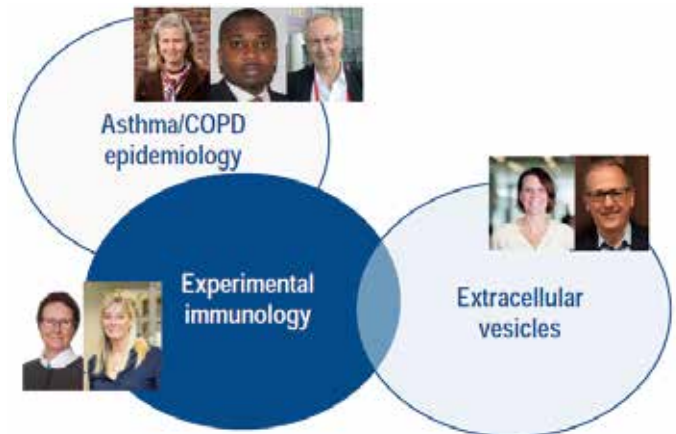 Asthma/COPD
epidemiology
Experimental
immunology
Extracellular
vesicles